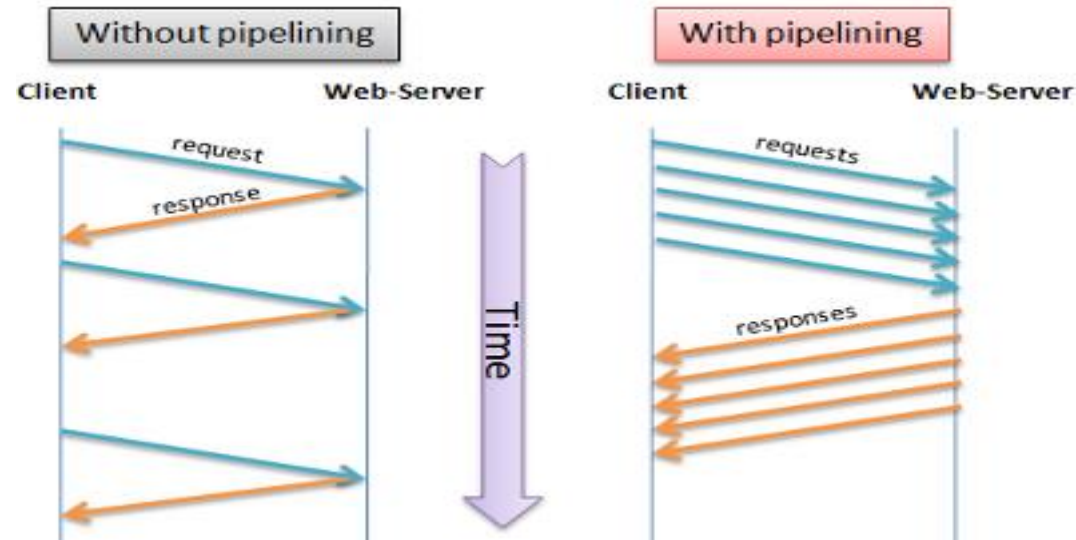 Without pipelining
With pipelining
Client
Web-Server
Client
Web-Server
request
response
Time
requests
responses